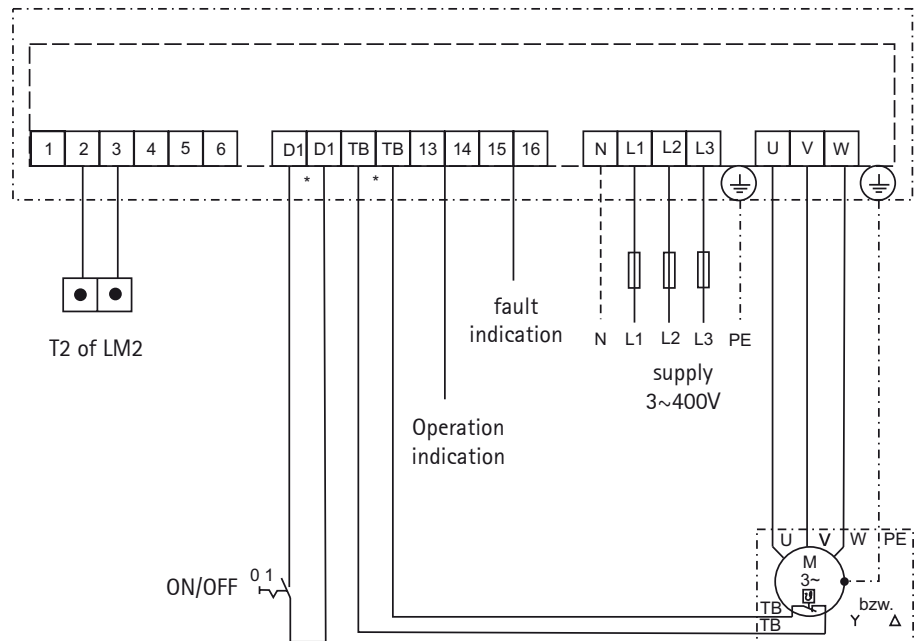 1 2 3 4 5 6 D1 D1 TB TB 13 14 15 16 N L1 L2 L3 U V W
* *
T2 of LM2
fault
indication
Operation
indication
N L1 L2 L3 PE
supply
3~400V
ON/OFF 0 1
U V W PE
M
3~
TB
TB
bzw.
Y Δ